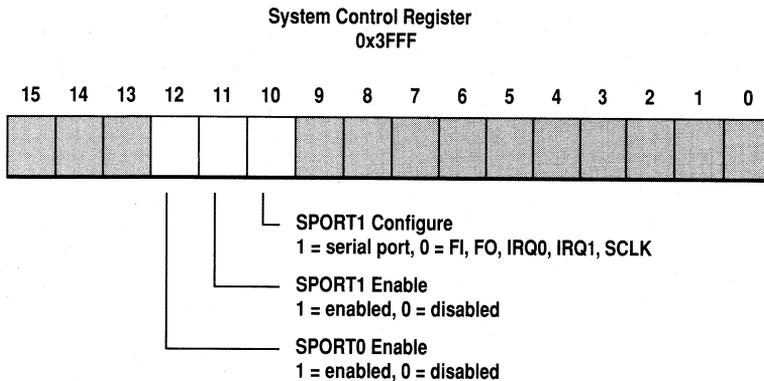 System Control Register
0x3FFF
15 14 13 12 11 10 9 8 7 6 5 4 3 2 1 0
SPORT1 Configure
1 = serial port, 0 = FI, FO, IRQ0, IRQ1, SCLK
SPORT1 Enable
1 = enabled, 0 = disabled
SPORT0 Enable
1 = enabled, 0 = disabled